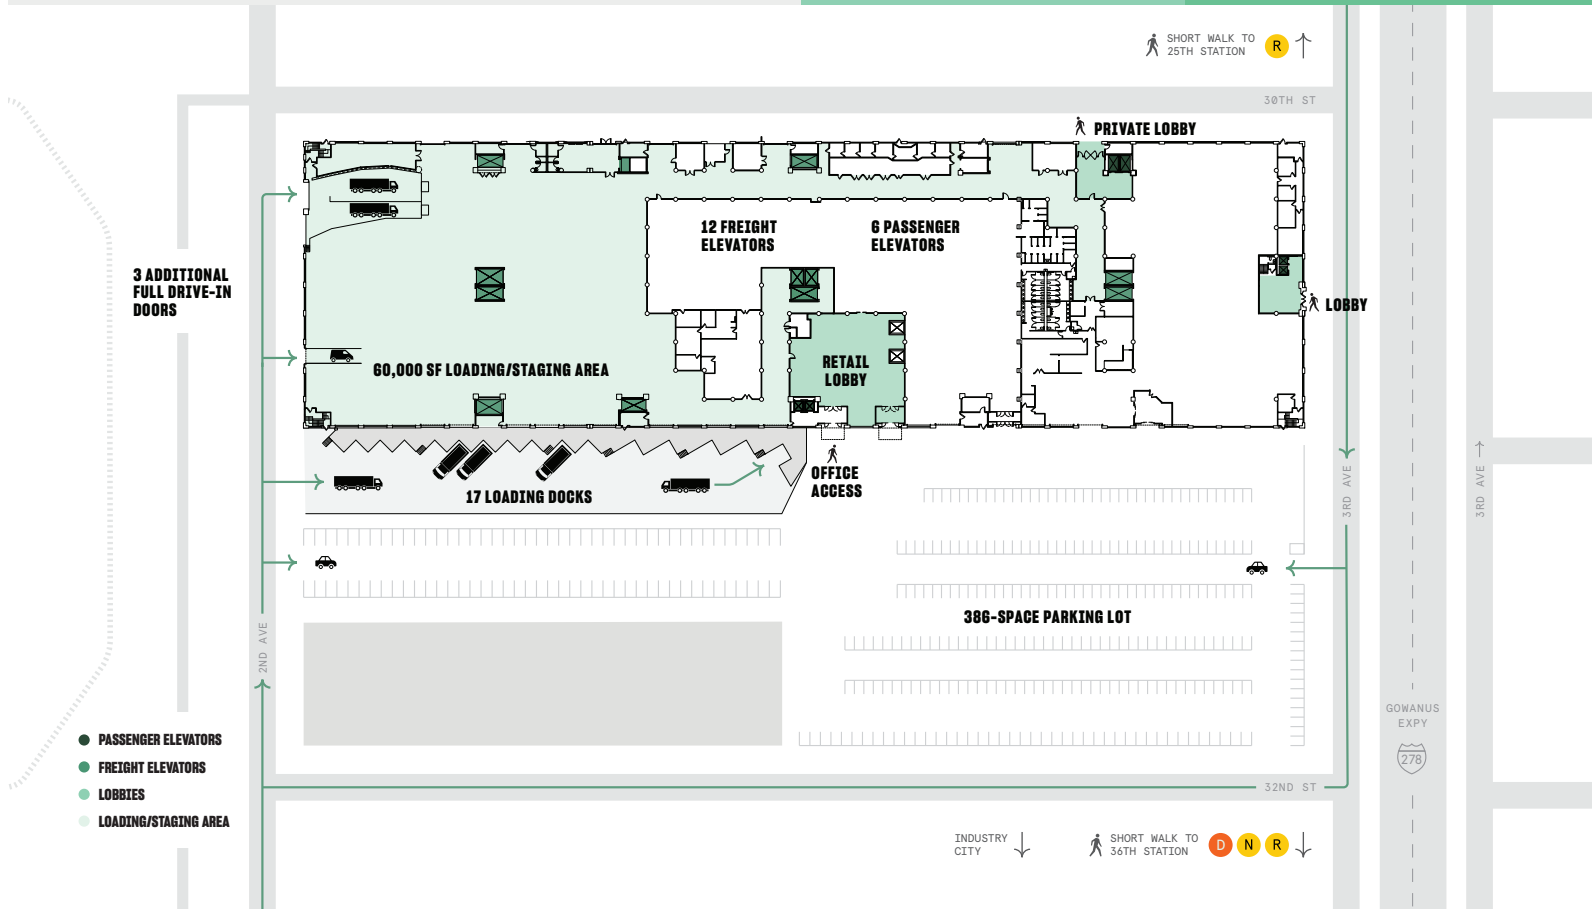 SHORT WALK TO
25TH STATION
R
30TH ST
PRIVATE LOBBY
12 FREIGHT
ELEVATORS
6 PASSENGER
ELEVATORS
3 ADDITIONAL
FULL DRIVE-IN
DOORS
LOBBY
60,000 SF LOADING/STAGING AREA
RETAIL
LOBBY
OFFICE
ACCESS
17 LOADING DOCKS
3RD AVE
3RD AVE
386-SPACE PARKING LOT
2ND AVE
GOWANUS
EXPY
278
PASSENGER ELEVATORS
FREIGHT ELEVATORS
LOBBIES
LOADING/STAGING AREA
32ND ST
INDUSTRY
CITY
SHORT WALK TO
36TH STATION
D N R